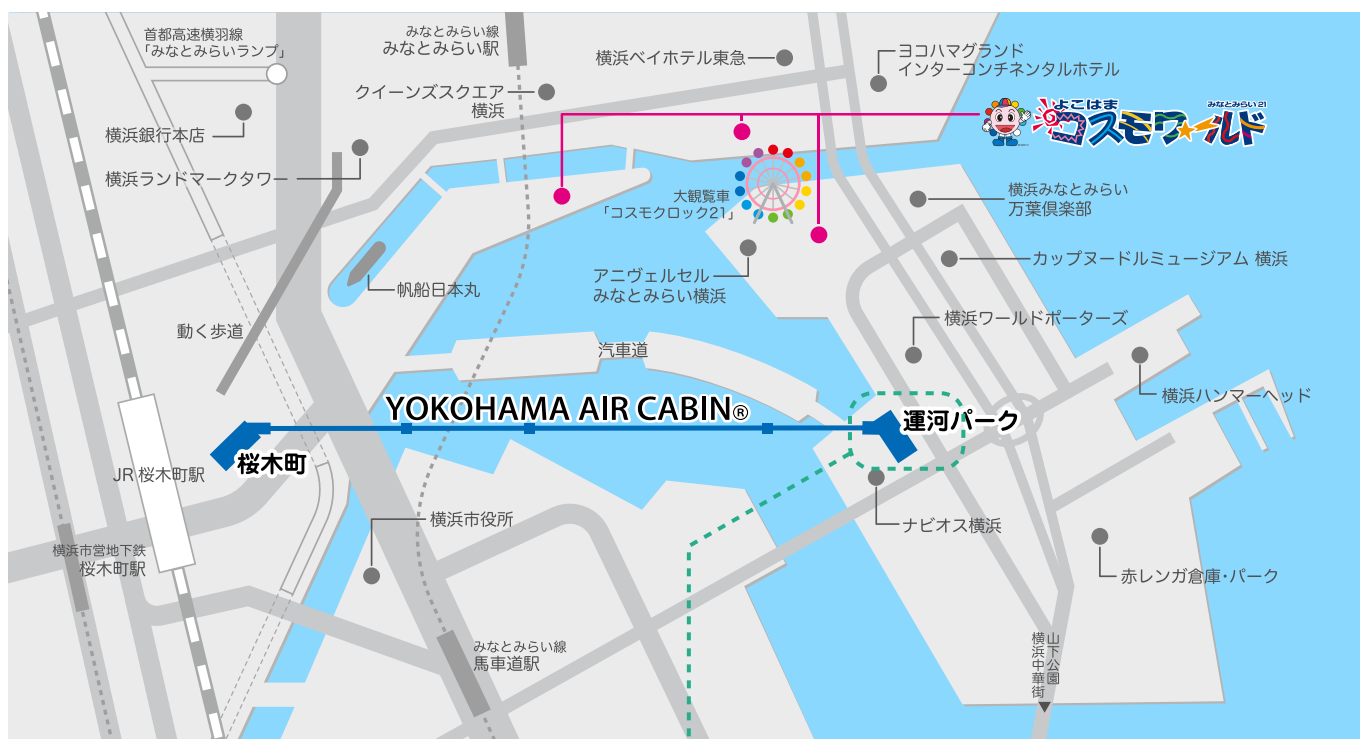 首都高速横羽線
「みなとみらいランプ」
みなとみらい線
みなとみらい駅
横浜ベイホテル東急
ヨコハマグランド
インターコンチネンタルホテル
クイーンズスクエア
横浜
みなとみらい21
よこはま
コスモワールド
横浜銀行本店
横浜ランドマークタワー
大観覧車
「コスモクロック21」
横浜みなとみらい
万葉倶楽部
カップヌードルミュージアム 横浜
アニヴェルセル
みなとみらい横浜
帆船日本丸
動く歩道
汽車道
横浜ワールドポーターズ
横浜ハンマーヘッド
YOKOHAMA AIR CABIN®
桜木町
運河パーク
JR 桜木町駅
横浜市役所
ナビオス横浜
横浜市営地下鉄
桜木町駅
赤レンガ倉庫・パーク
みなとみらい線
馬車道駅
山下公園
横浜中華街